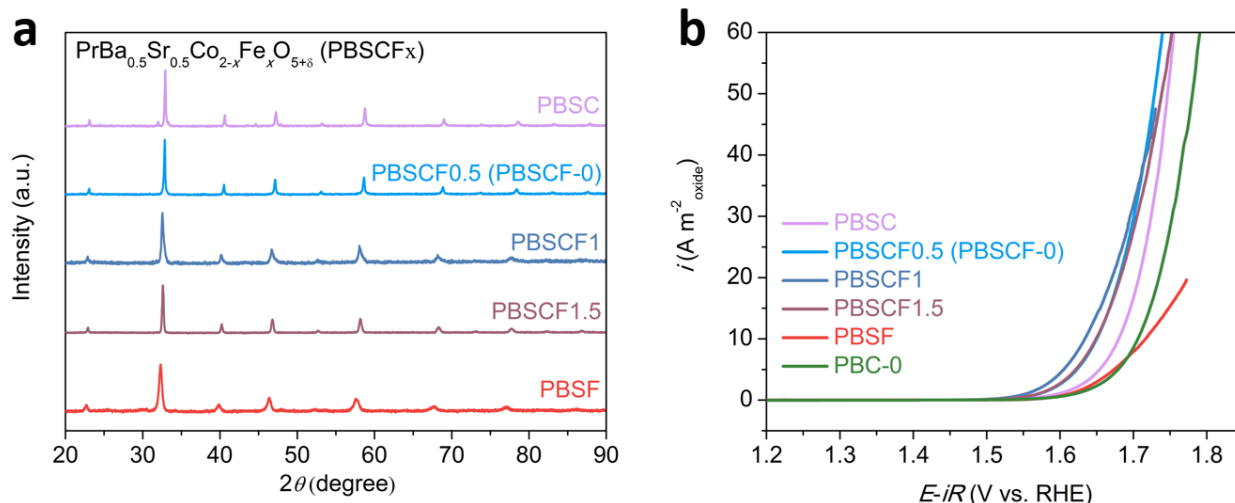 a
PrBa0.5Sr0.5Co2-xFexO5+δ (PBSCFx)
PBSC
PBSCF0.5 (PBSCF-0)
PBSCF1
PBSCF1.5
PBSF
Intensity (a.u.)
20 30 40 50 60 70 80 90
2θ (degree)
b
60
50
40
30
20
10
0
i (A m-2oxide)
PBSC
PBSCF0.5 (PBSCF-0)
PBSCF1
PBSCF1.5
PBSF
PBC-0
1.2 1.3 1.4 1.5 1.6 1.7 1.8
E-iR (V vs. RHE)